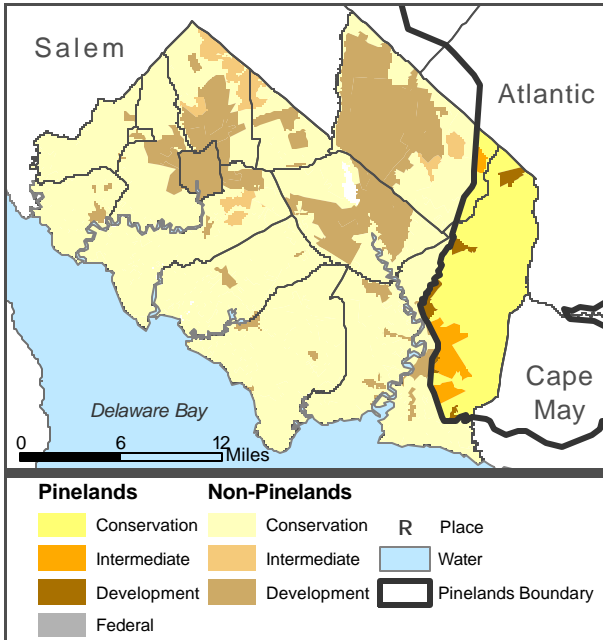 Salem
Atlantic
Cape
May
Delaware Bay
0 6 12
Miles
Pinelands Non-Pinelands
Conservation Conservation R Place
Intermediate Intermediate Water
Development Development Pinelands Boundary
Federal